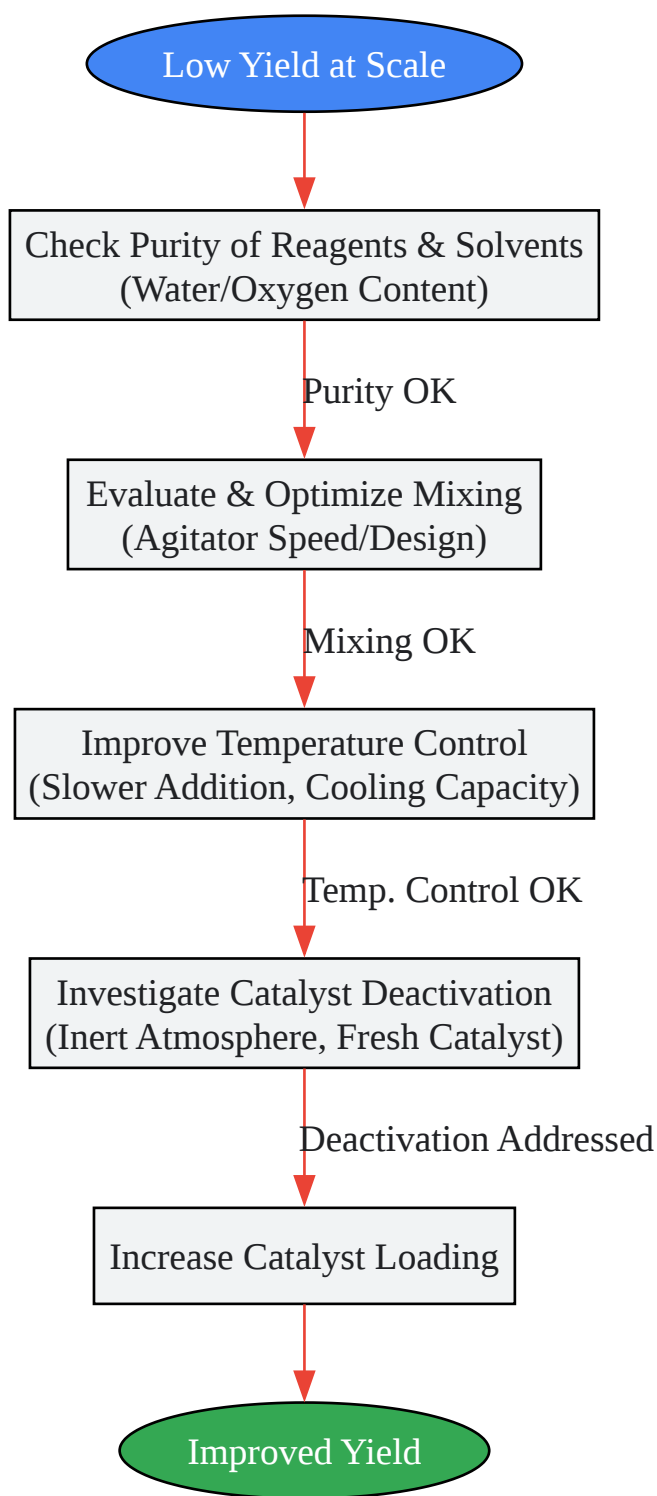 Low Yield at Scale
Check Purity of Reagents & Solvents
(Water/Oxygen Content)
Purity OK
Evaluate & Optimize Mixing
(Agitator Speed/Design)
Mixing OK
Improve Temperature Control
(Slower Addition, Cooling Capacity)
Temp. Control OK
Investigate Catalyst Deactivation
(Inert Atmosphere, Fresh Catalyst)
Deactivation Addressed
Increase Catalyst Loading
Improved Yield